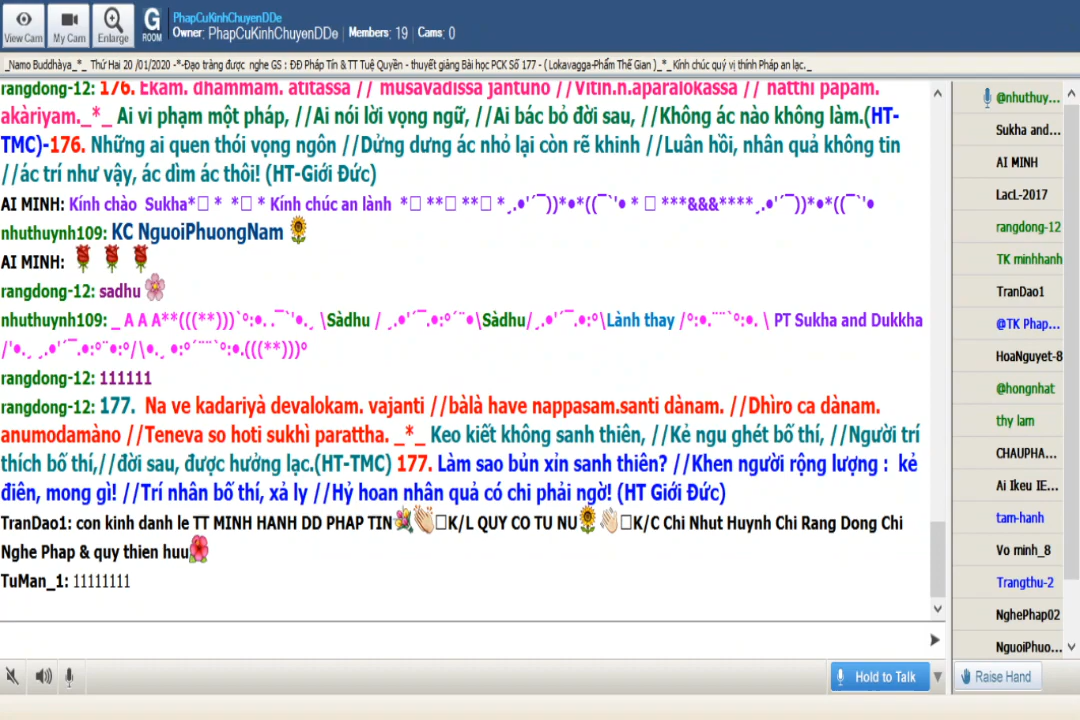 View Cam
My Cam
Enlarge
G
ROOM
PhapCuKinhChuyenDDe
Owner: PhapCuKinhChuyenDDe Members: 19 Cams: 0
_Namo Buddhàya_*_ Thứ Hai 20 /01/2020 -*-Đạo tràng được nghe GS : ĐĐ Pháp Tín & TT Tuệ Quyền - thuyết giảng Bài học PCK Số 177 - ( Lokavagga-Phẩm Thế Gian )_*_Kính chúc quý vị thính Pháp an lạc._
rangdong-12: 176. Ekam. dhammam. atitassa // musavadissa jantuno //Vitin.n.aparalokassa // natthi papam.
akàriyam._*_ Ai vi phạm một pháp, //Ai nói lời vọng ngữ, //Ai bác bỏ đời sau, //Không ác nào không làm.(HT-
TMC)-176. Những ai quen thói vọng ngôn //Dửng dưng ác nhỏ lại còn rẽ khinh //Luân hồi, nhân quả không tin
//ác trí như vậy, ác dìm ác thôi! (HT-Giới Đức)
AI MINH: Kính chào Sukha*□ * *□ * Kính chúc an lành *□ **□ **□ *¸.•'´¯))*•*((¯`'• * □ ***&&&****¸.•'´¯))*•*((¯`'•
nhuthuynh109: KC NguoiPhuongNam
AI MINH:
rangdong-12: sadhu
nhuthuynh109: _ A A A**(((**)))`°:•. .¯`'•.¸ \Sàdhu / ¸.•'´¯.•:°´¨•\Sàdhu/¸.•'´¯.•:°\Lành thay /°:•.¨¨`°:•. \ PT Sukha and Dukkha
/'•.¸ ¸.•'´¯.•:°¨•:°/\•.¸ •:°´¨¨`°:•.(((**)))°
rangdong-12: 111111
rangdong-12: 177. Na ve kadariyà devalokam. vajanti //bàlà have nappasam.santi dànam. //Dhìro ca dànam.
anumodamàno //Teneva so hoti sukhì parattha. _*_ Keo kiết không sanh thiên, //Kẻ ngu ghét bố thí, //Người trí
thích bố thí,//đời sau, được hưởng lạc.(HT-TMC) 177. Làm sao bủn xỉn sanh thiên? //Khen người rộng lượng : kẻ
điên, mong gì! //Trí nhân bố thí, xả ly //Hỷ hoan nhân quả có chi phải ngờ! (HT Giới Đức)
TranDao1: con kinh danh le TT MINH HANH DD PHAP TIN □K/L QUY CO TU NU □K/C Chi Nhut Huynh Chi Rang Dong Chi
Nghe Phap & quy thien huu
TuMan_1: 11111111
@nhuthuy...
Sukha and...
AI MINH
LacL-2017
rangdong-12
TK minhhanh
TranDao1
@TK Phap...
HoaNguyet-8
@hongnhat
thy lam
CHAUPHA...
Ai Ikeu IE...
tam-hanh
Vo minh_8
Trangthu-2
NghePhap02
NguoiPhuo...
Hold to Talk
Raise Hand